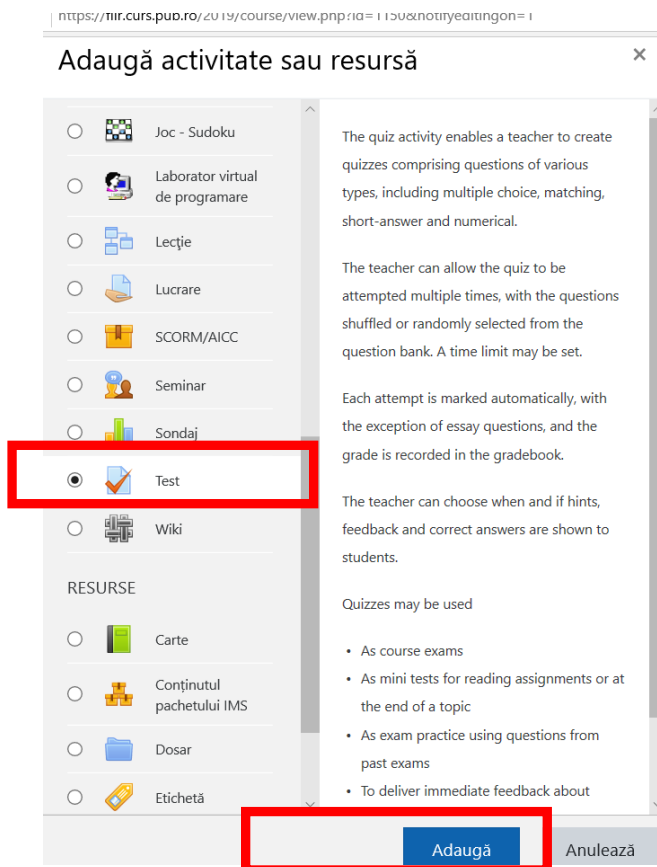 https://fiir.curs.pub.ro/2019/course/view.php?id=1150&notifyeditingon=1
Adaugă activitate sau resursă
×
Joc - Sudoku
Laborator virtual
de programare
Lecţie
Lucrare
SCORM/AICC
Seminar
Sondaj
Test
Wiki
RESURSE
Carte
Conținutul
pachetului IMS
Dosar
Etichetă
The quiz activity enables a teacher to create
quizzes comprising questions of various
types, including multiple choice, matching,
short-answer and numerical.
The teacher can allow the quiz to be
attempted multiple times, with the questions
shuffled or randomly selected from the
question bank. A time limit may be set.
Each attempt is marked automatically, with
the exception of essay questions, and the
grade is recorded in the gradebook.
The teacher can choose when and if hints,
feedback and correct answers are shown to
students.
Quizzes may be used
• As course exams
• As mini tests for reading assignments or at
the end of a topic
• As exam practice using questions from
past exams
• To deliver immediate feedback about
Adaugă
Anulează